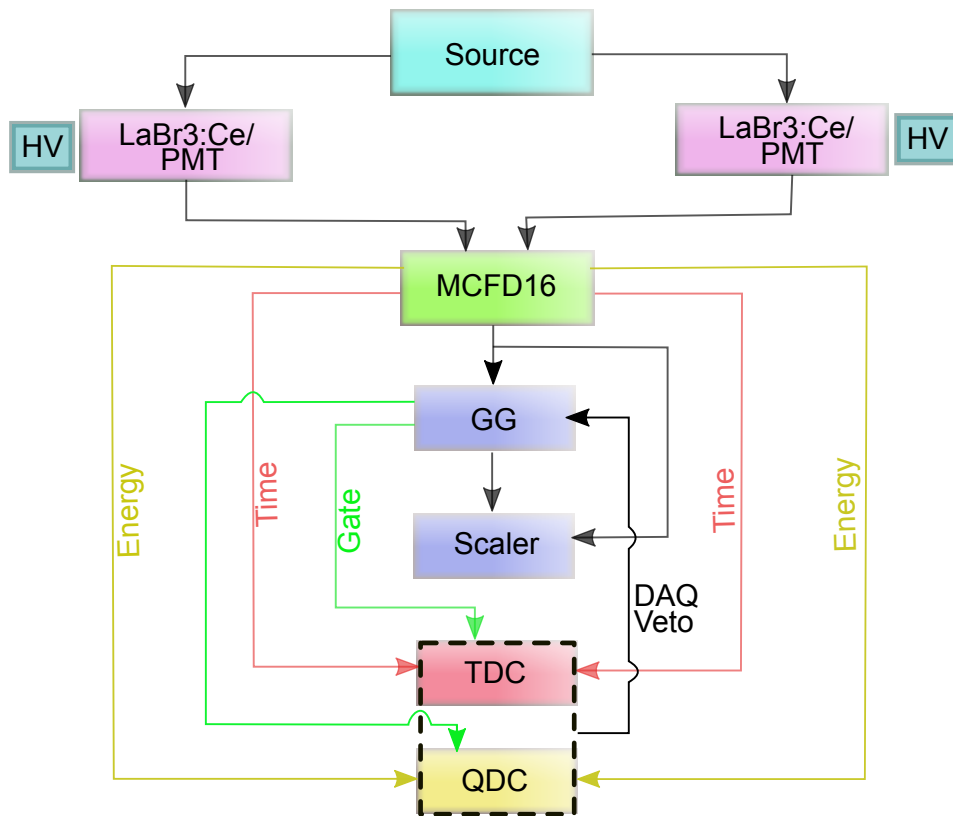 Source
HV
LaBr3:Ce/
PMT
LaBr3:Ce/
PMT
HV
MCFD16
GG
Energy
Time
Gate
Scaler
Time
Energy
DAQ
Veto
TDC
QDC